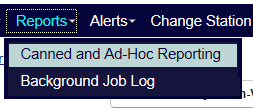 Reports Alerts Change Station
Canned and Ad-Hoc Reporting
Background Job Log